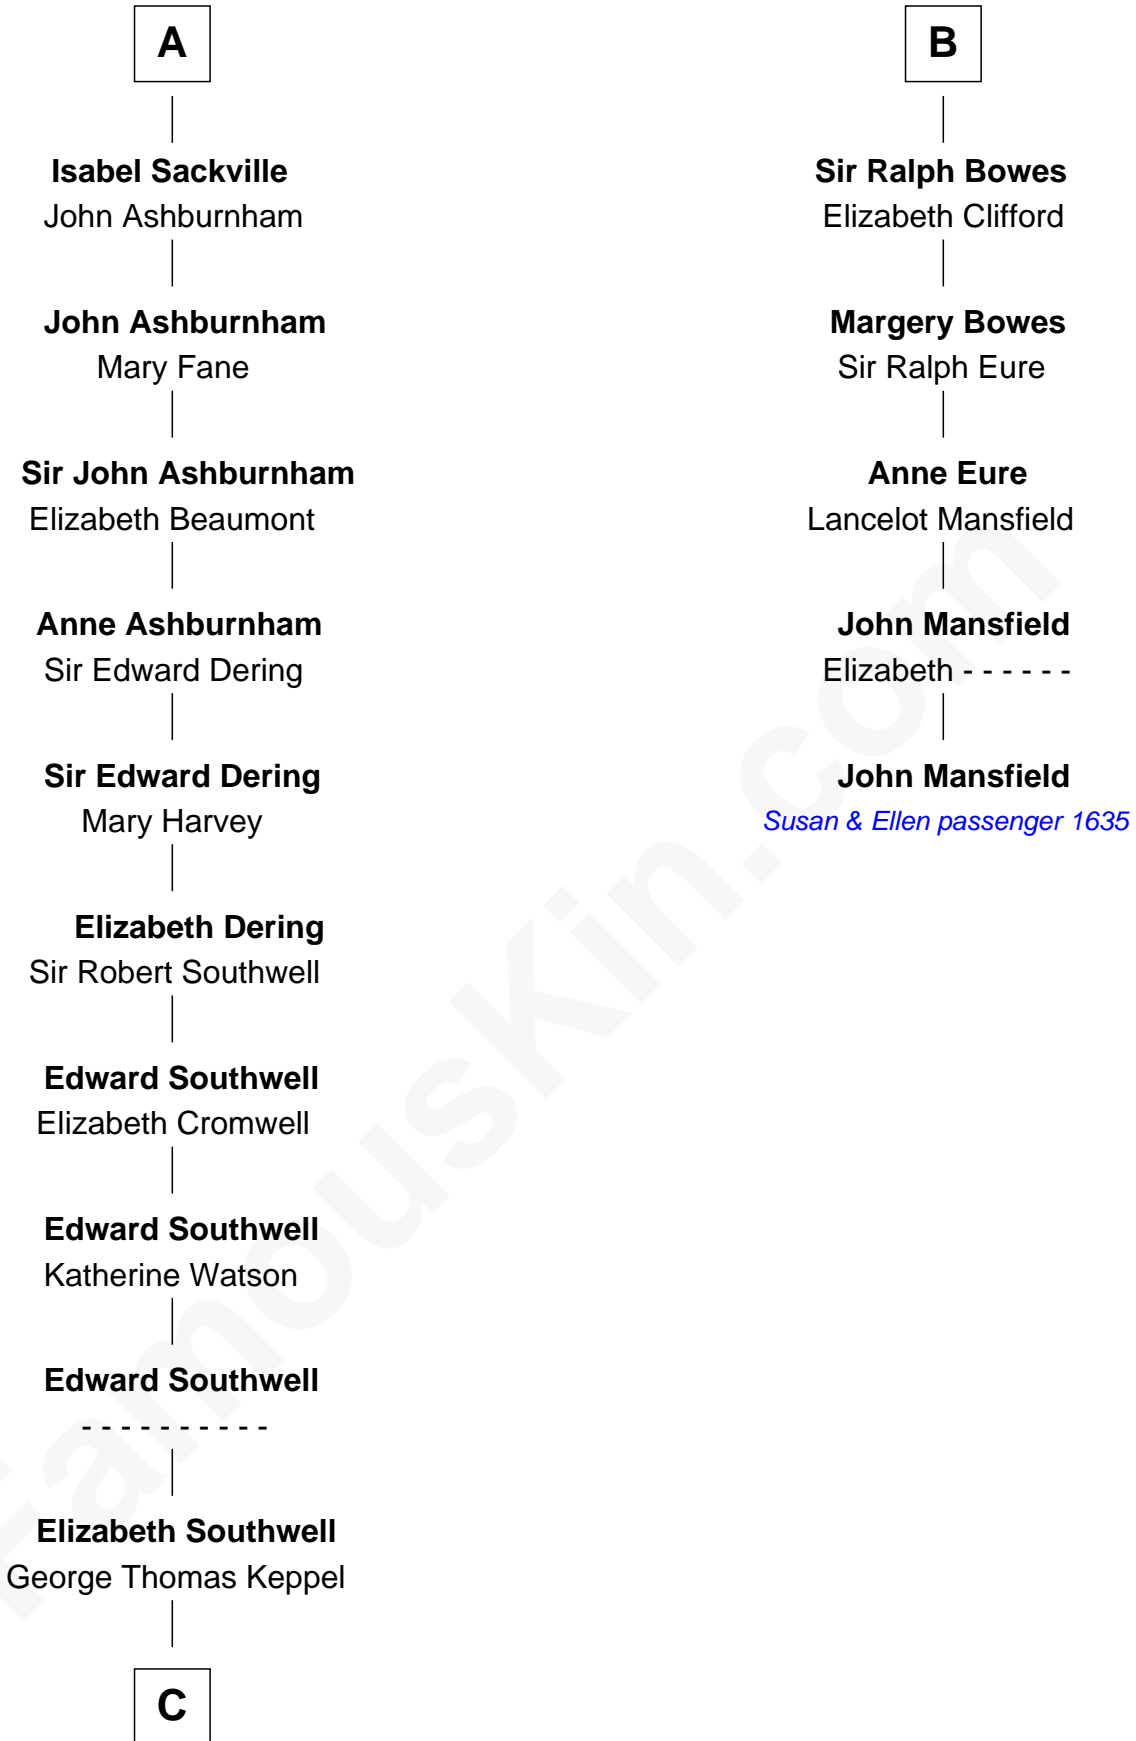 A
Isabel Sackville
John Ashburnham
John Ashburnham
Mary Fane
Sir John Ashburnham
Elizabeth Beaumont
Anne Ashburnham
Sir Edward Dering
Sir Edward Dering
Mary Harvey
Elizabeth Dering
Sir Robert Southwell
Edward Southwell
Elizabeth Cromwell
Edward Southwell
Katherine Watson
Edward Southwell
- - - - - - - - - -
Elizabeth Southwell
George Thomas Keppel
C
B
Sir Ralph Bowes
Elizabeth Clifford
Margery Bowes
Sir Ralph Eure
Anne Eure
Lancelot Mansfield
John Mansfield
Elizabeth - - - - - -
John Mansfield
Susan & Ellen passenger 1635
FamousKin.com